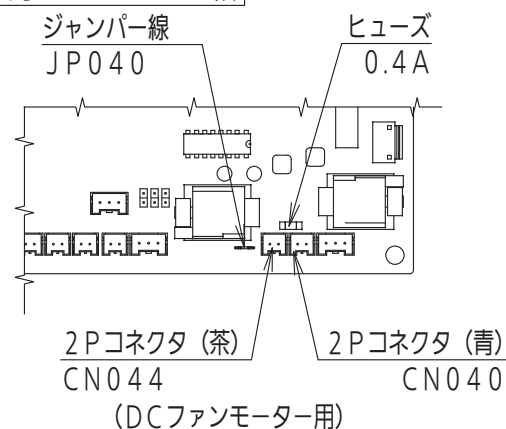 ジャンパー線
JP040
ヒューズ
0.4A
2Pコネクタ（茶）
CN044
（DCファンモーター用）
2Pコネクタ（青）
CN040